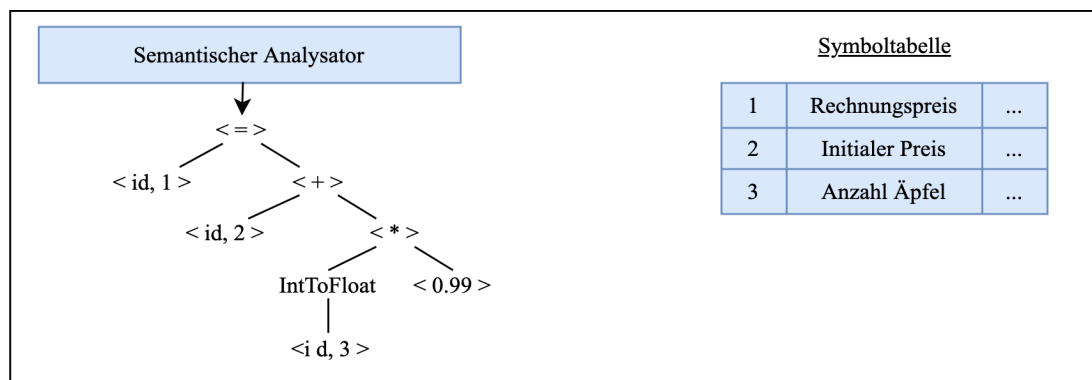 Semantischer Analysator
< = >
< id, 1 >
< + >
< id, 2 >
< * >
IntToFloat
< 0.99 >
<i d, 3 >
Symboltabelle
1 Rechnungspreis ...
2 Initialer Preis ...
3 Anzahl Äpfel ...